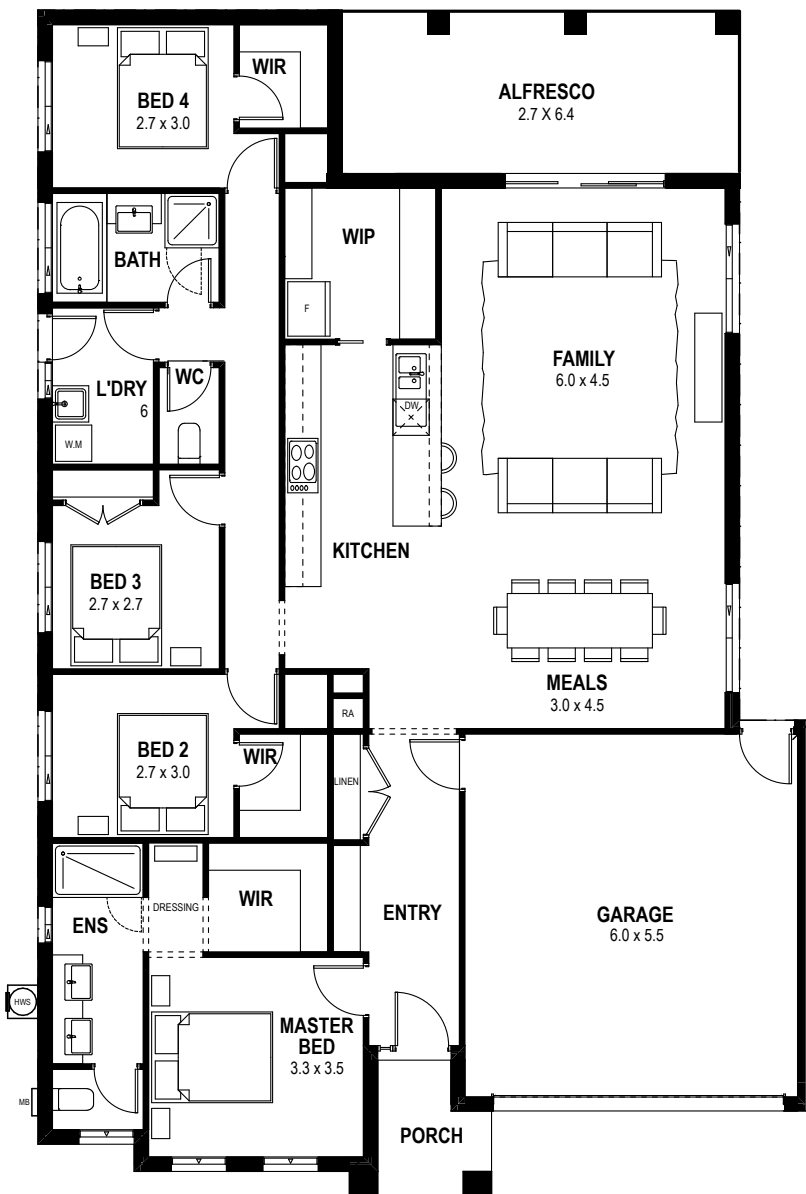 BED 4
2.7 x 3.0
WIR
ALFRESCO
2.7 X 6.4
BATH
WIP
F
FAMILY
6.0 x 4.5
L'DRY
6
WC
W.M
DW
KITCHEN
BED 3
2.7 x 2.7
MEALS
3.0 x 4.5
RA
BED 2
2.7 x 3.0
WIR
LINEN
ENS
DRESSING
WIR
ENTRY
GARAGE
6.0 x 5.5
HWS
MASTER
BED
3.3 x 3.5
MB
PORCH